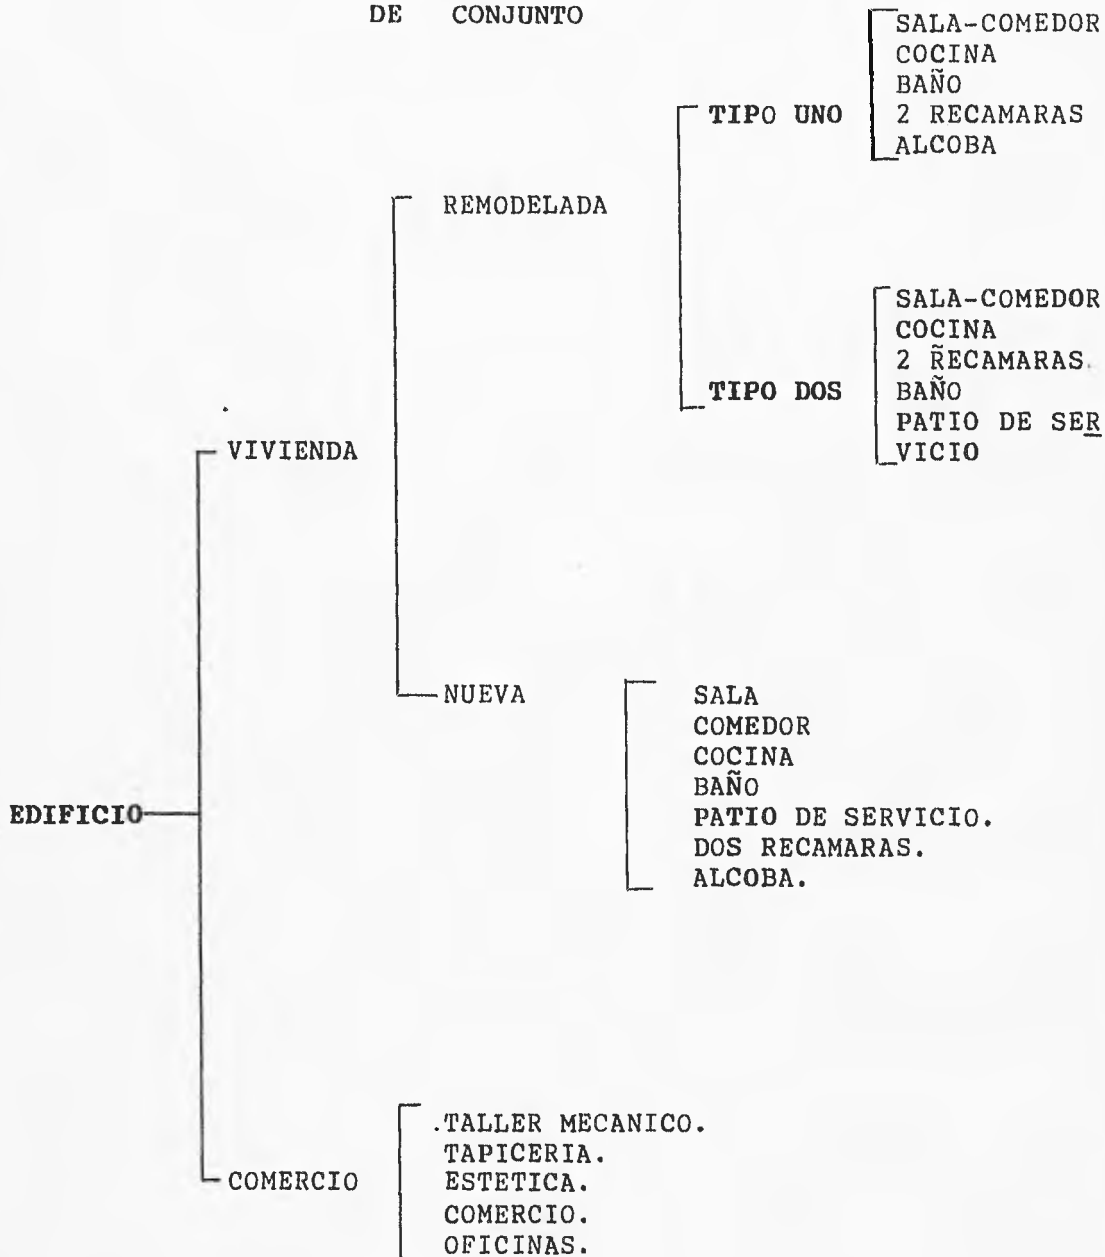 DE CONJUNTO
SALA-COMEDOR
COCINA
BAÑO
2 RECAMARAS
ALCOBA
TIPO UNO
REMODELADA
SALA-COMEDOR
COCINA
2 RECAMARAS.
BAÑO
PATIO DE SER
VICIO
TIPO DOS
VIVIENDA
NUEVA
SALA
COMEDOR
COCINA
BAÑO
PATIO DE SERVICIO.
DOS RECAMARAS.
ALCOBA.
EDIFICIO
.TALLER MECANICO.
TAPICERIA.
ESTETICA.
COMERCIO.
OFICINAS.
COMERCIO